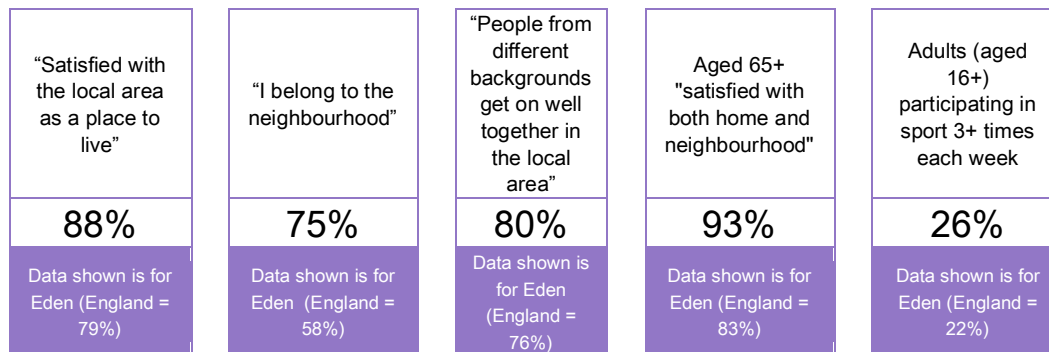 “Satisfied with
the local area
as a place to
live”
88%
Data shown is for
Eden (England =
79%)
“I belong to the
neighbourhood”
75%
Data shown is for
Eden  (England =
58%)
“People from
different
backgrounds
get on well
together in
the local
area”
80%
Data shown is
for Eden
(England =
76%)
Aged 65+
"satisfied with
both home and
neighbourhood"
93%
Data shown is for
Eden (England =
83%)
Adults (aged
16+)
participating in
sport 3+ times
each week
26%
Data shown is for
Eden (England =
22%)